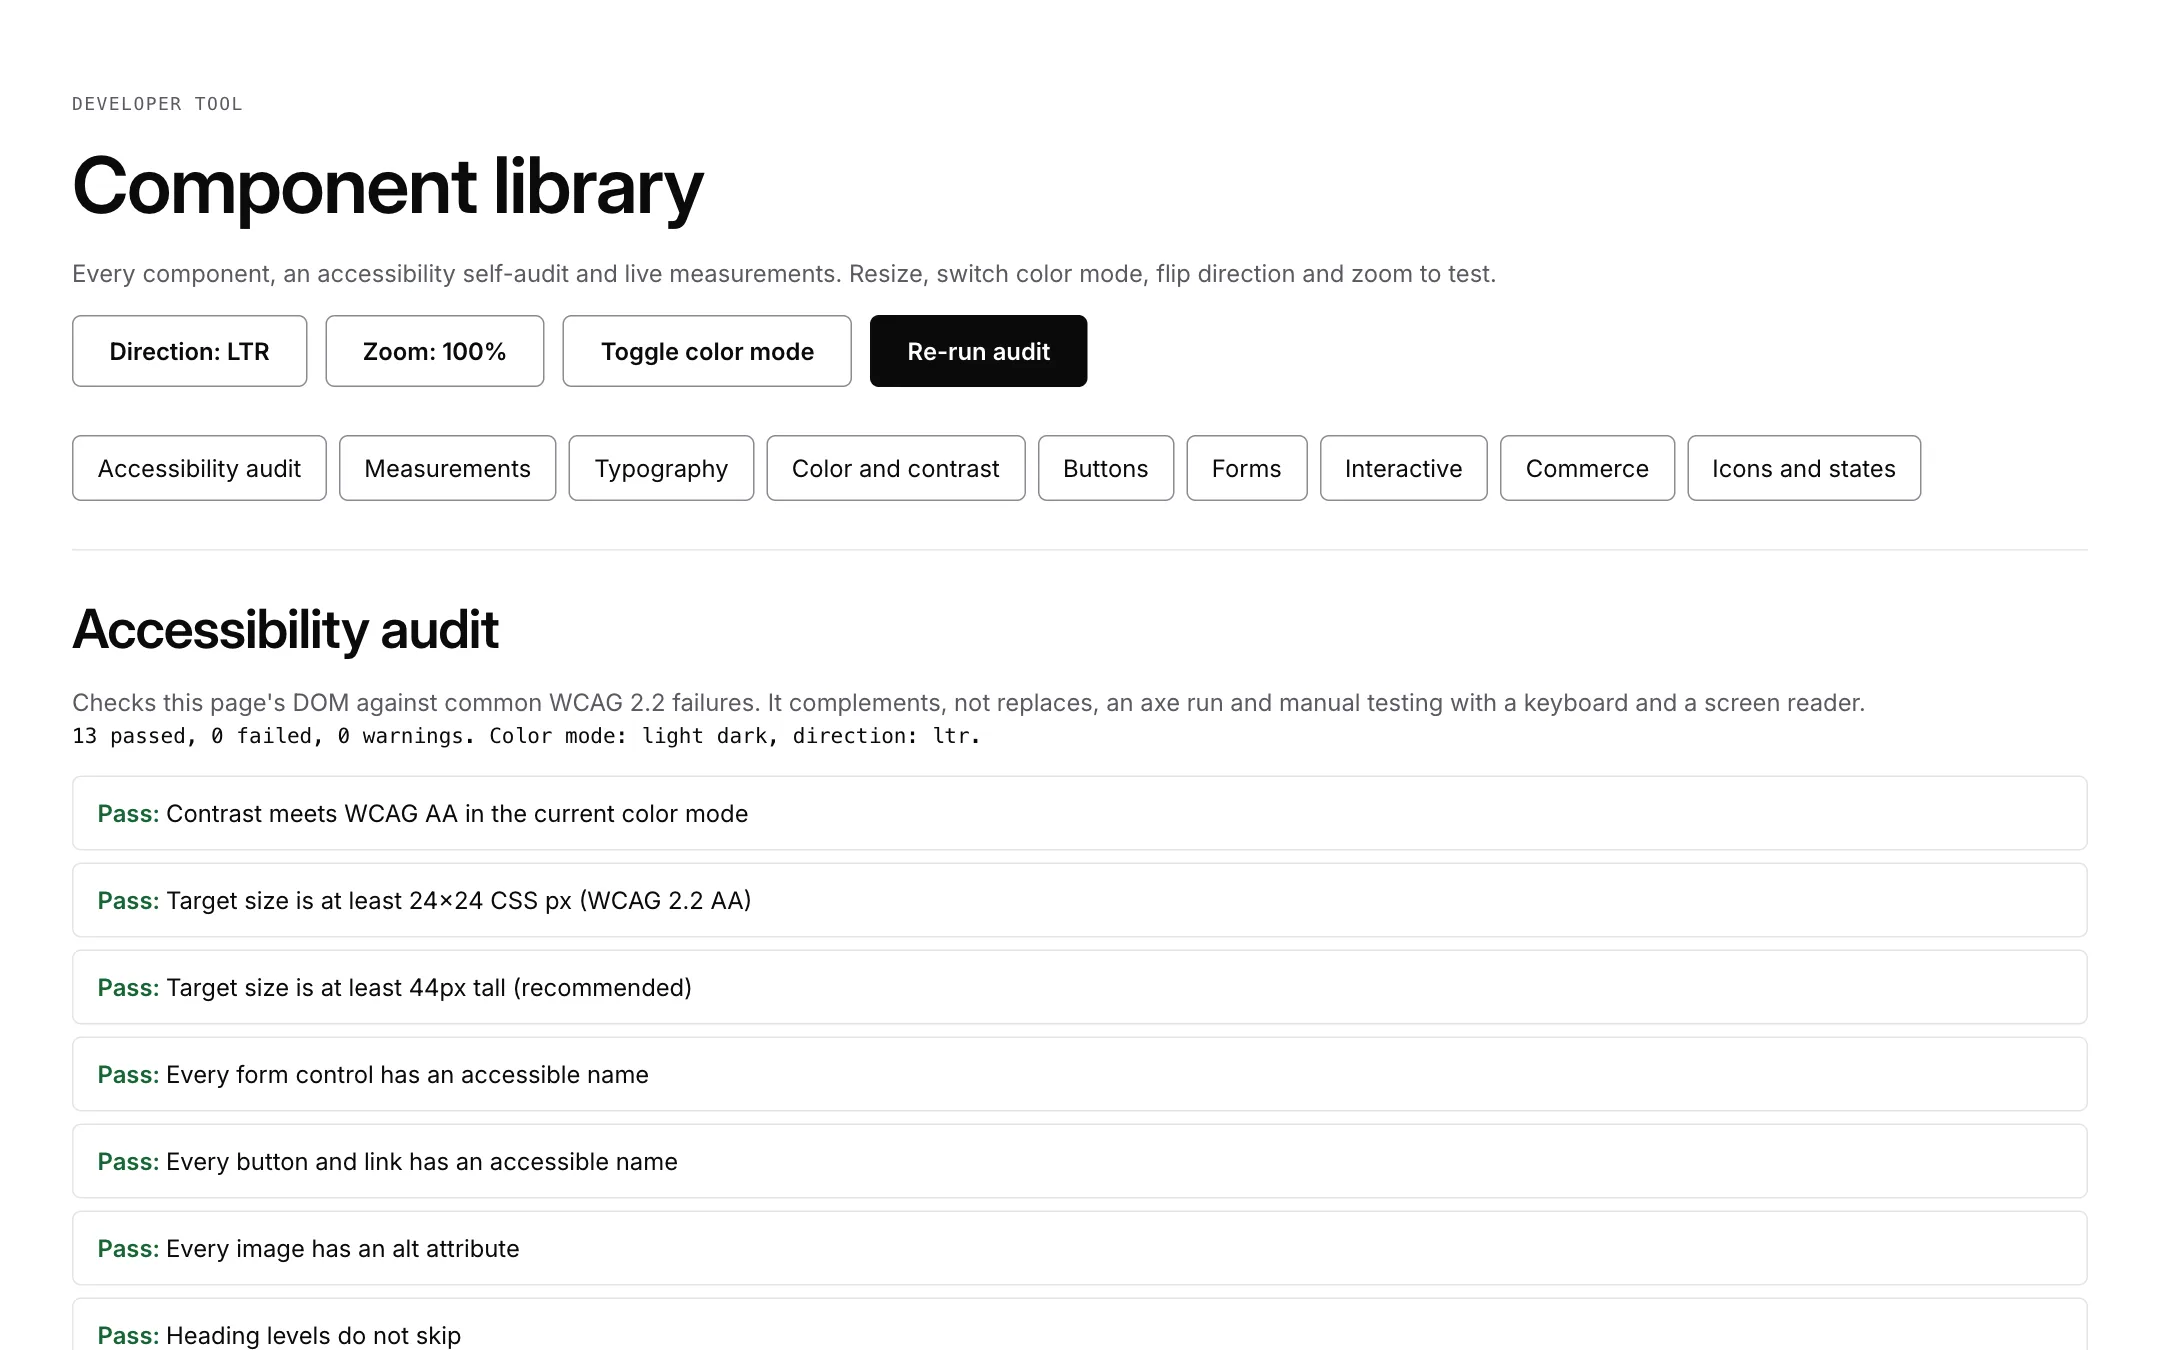 DEVELOPER TOOL
Component library
Every component, an accessibility self-audit and live measurements. Resize, switch color mode, flip direction and zoom to test.
Direction: LTR
Zoom: 100%
Toggle color mode
Re-run audit
Accessibility audit
Measurements
Typography
Color and contrast
Buttons
Forms
Interactive
Commerce
Icons and states
Accessibility audit
Checks this page's DOM against common WCAG 2.2 failures. It complements, not replaces, an axe run and manual testing with a keyboard and a screen reader.
13 passed, 0 failed, 0 warnings. Color mode: light dark, direction: ltr.
Pass: Contrast meets WCAG AA in the current color mode
Pass: Target size is at least 24×24 CSS px (WCAG 2.2 AA)
Pass: Target size is at least 44px tall (recommended)
Pass: Every form control has an accessible name
Pass: Every button and link has an accessible name
Pass: Every image has an alt attribute
Pass: Heading levels do not skip